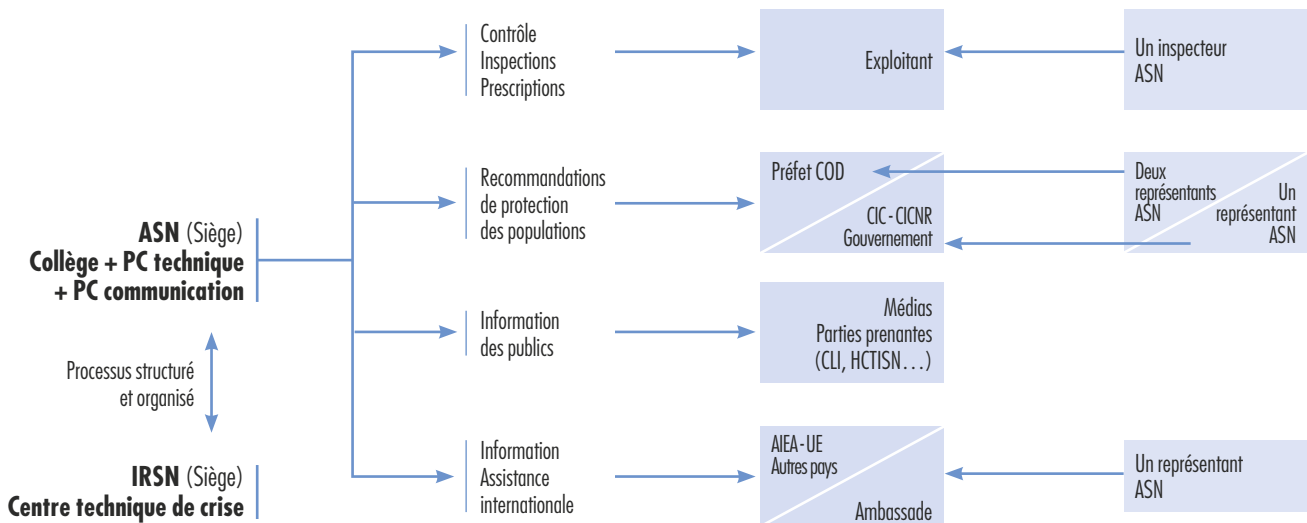 ASN (Siège)
Collège + PC technique
+ PC communication
Processus structuré
et organisé
IRSN (Siège)
Centre technique de crise
Contrôle
Inspections
Prescriptions
Exploitant
Un inspecteur
ASN
Recommandations
de protection
des populations
Préfet COD
CIC - CICNR
Gouvernement
Deux
représentants
ASN
Un
représentant
ASN
Information
des publics
Médias
Parties prenantes
(CLI, HCTISN…)
Information
Assistance
internationale
AIEA - UE
Autres pays
Ambassade
Un représentant
ASN